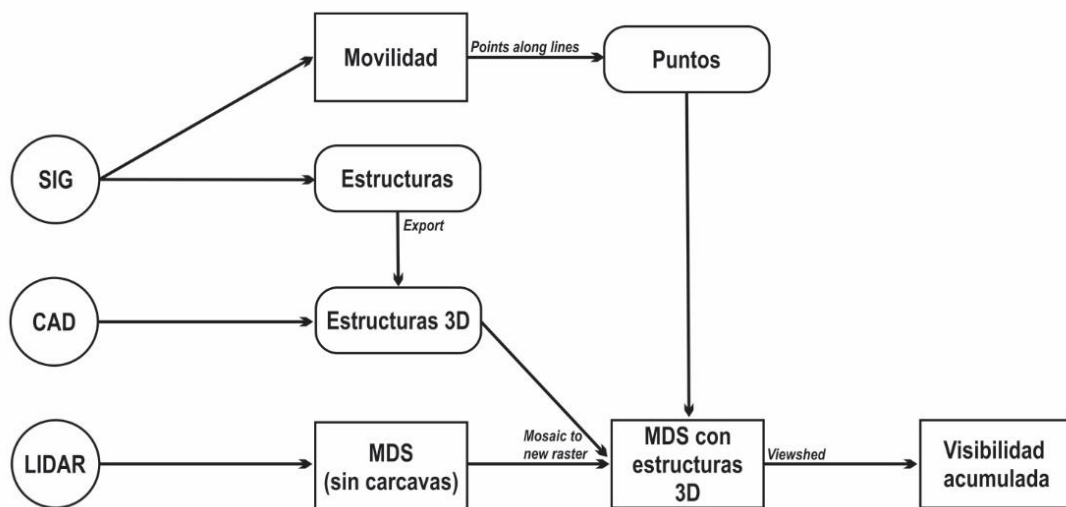 Movilidad
Points along lines
Puntos
SIG
Estructuras
Export
CAD
Estructuras 3D
LIDAR
MDS
(sin carcavas)
Mosaic to
new raster
MDS con
estructuras
3D
Viewshed
Visibilidad
acumulada